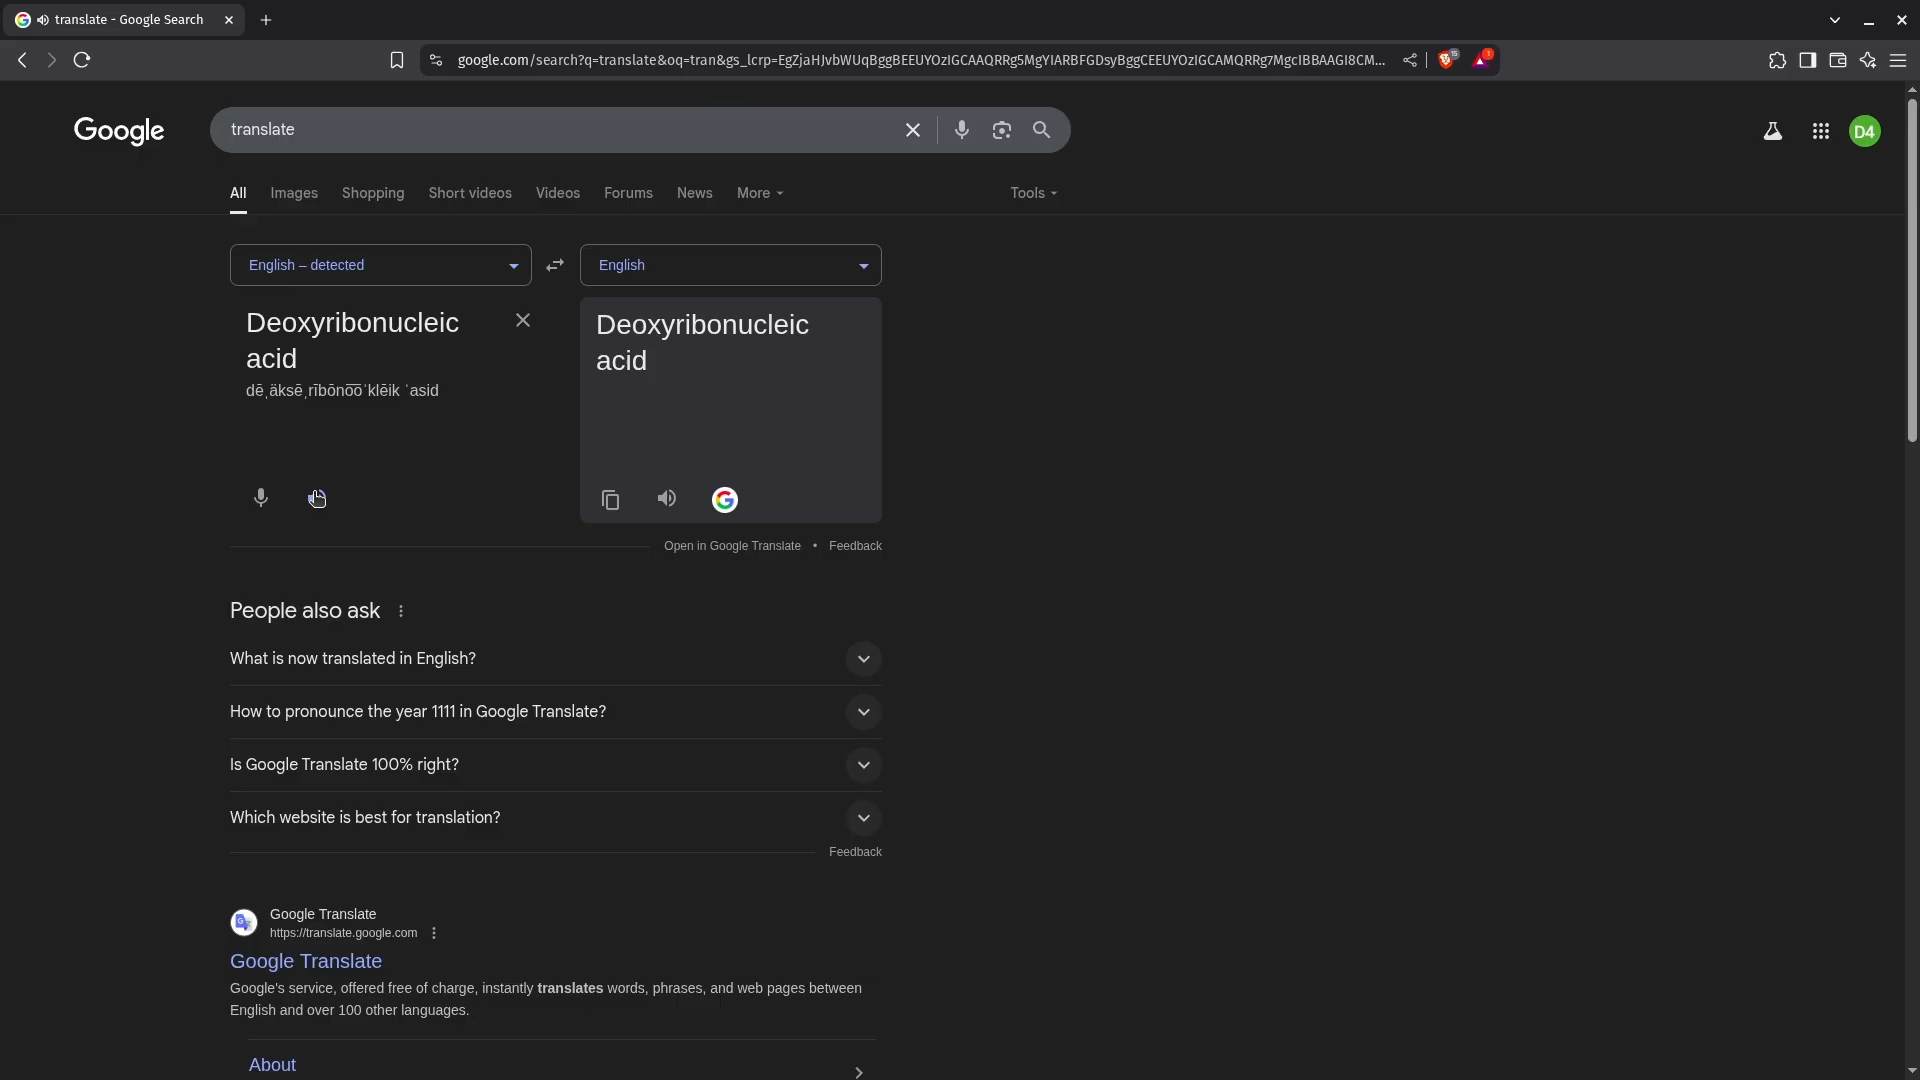 translate - Google Search
google.com/search?q=translate&oq=tran&gs_lcrp=EgZjaHJvbWUqBggBEEUYOzIGCAAQRRg5MgYIARBFGDsyBggCEEUYOzIGCAMQRRg7MgcIBBAAGI8CM...
15
1
Google
translate
D4
All Images Shopping Short videos Videos Forums News More Tools
English – detected
English
Deoxyribonucleic
acid
dēˌäksēˌrībōno͞oˈklēik ˈasid
Deoxyribonucleic
acid
Open in Google Translate • Feedback
People also ask
What is now translated in English?
How to pronounce the year 1111 in Google Translate?
Is Google Translate 100% right?
Which website is best for translation?
Feedback
Google Translate
https://translate.google.com
Google Translate
Google's service, offered free of charge, instantly translates words, phrases, and web pages between
English and over 100 other languages.
About